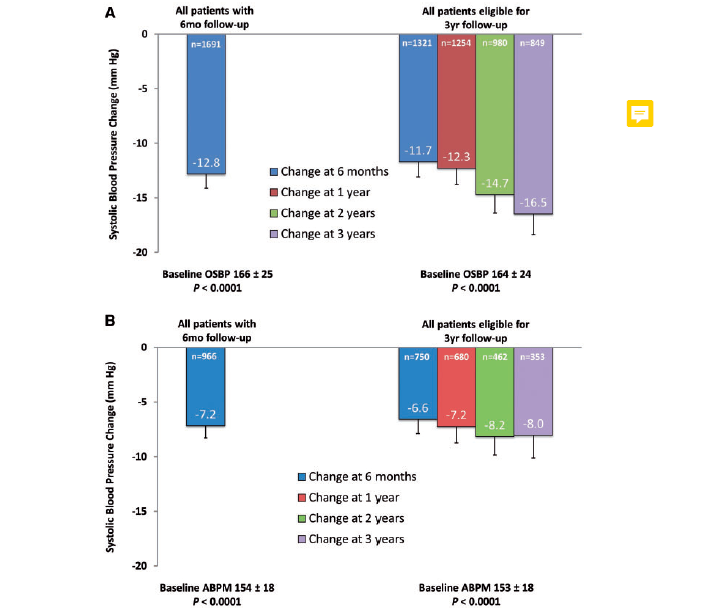 A
All patients with
6mo follow-up
All patients eligible for
3yr follow-up
Systolic Blood Pressure Change (mm Hg)
0
-5
-10
-15
-20
n=1691
-12.8
n=1321
n=1254
n=980
n=849
-11.7
-12.3
-14.7
-16.5
Change at 6 months
Change at 1 year
Change at 2 years
Change at 3 years
Baseline OSBP 166 ± 25
P < 0.0001
Baseline OSBP 164 ± 24
P < 0.0001
B
All patients with
6mo follow-up
All patients eligible for
3yr follow-up
Systolic Blood Pressure Change (mm Hg)
0
-5
-10
-15
-20
n=966
-7.2
n=750
n=680
n=462
n=353
-6.6
-7.2
-8.2
-8.0
Change at 6 months
Change at 1 year
Change at 2 years
Change at 3 years
Baseline ABPM 154 ± 18
P < 0.0001
Baseline ABPM 153 ± 18
P < 0.0001